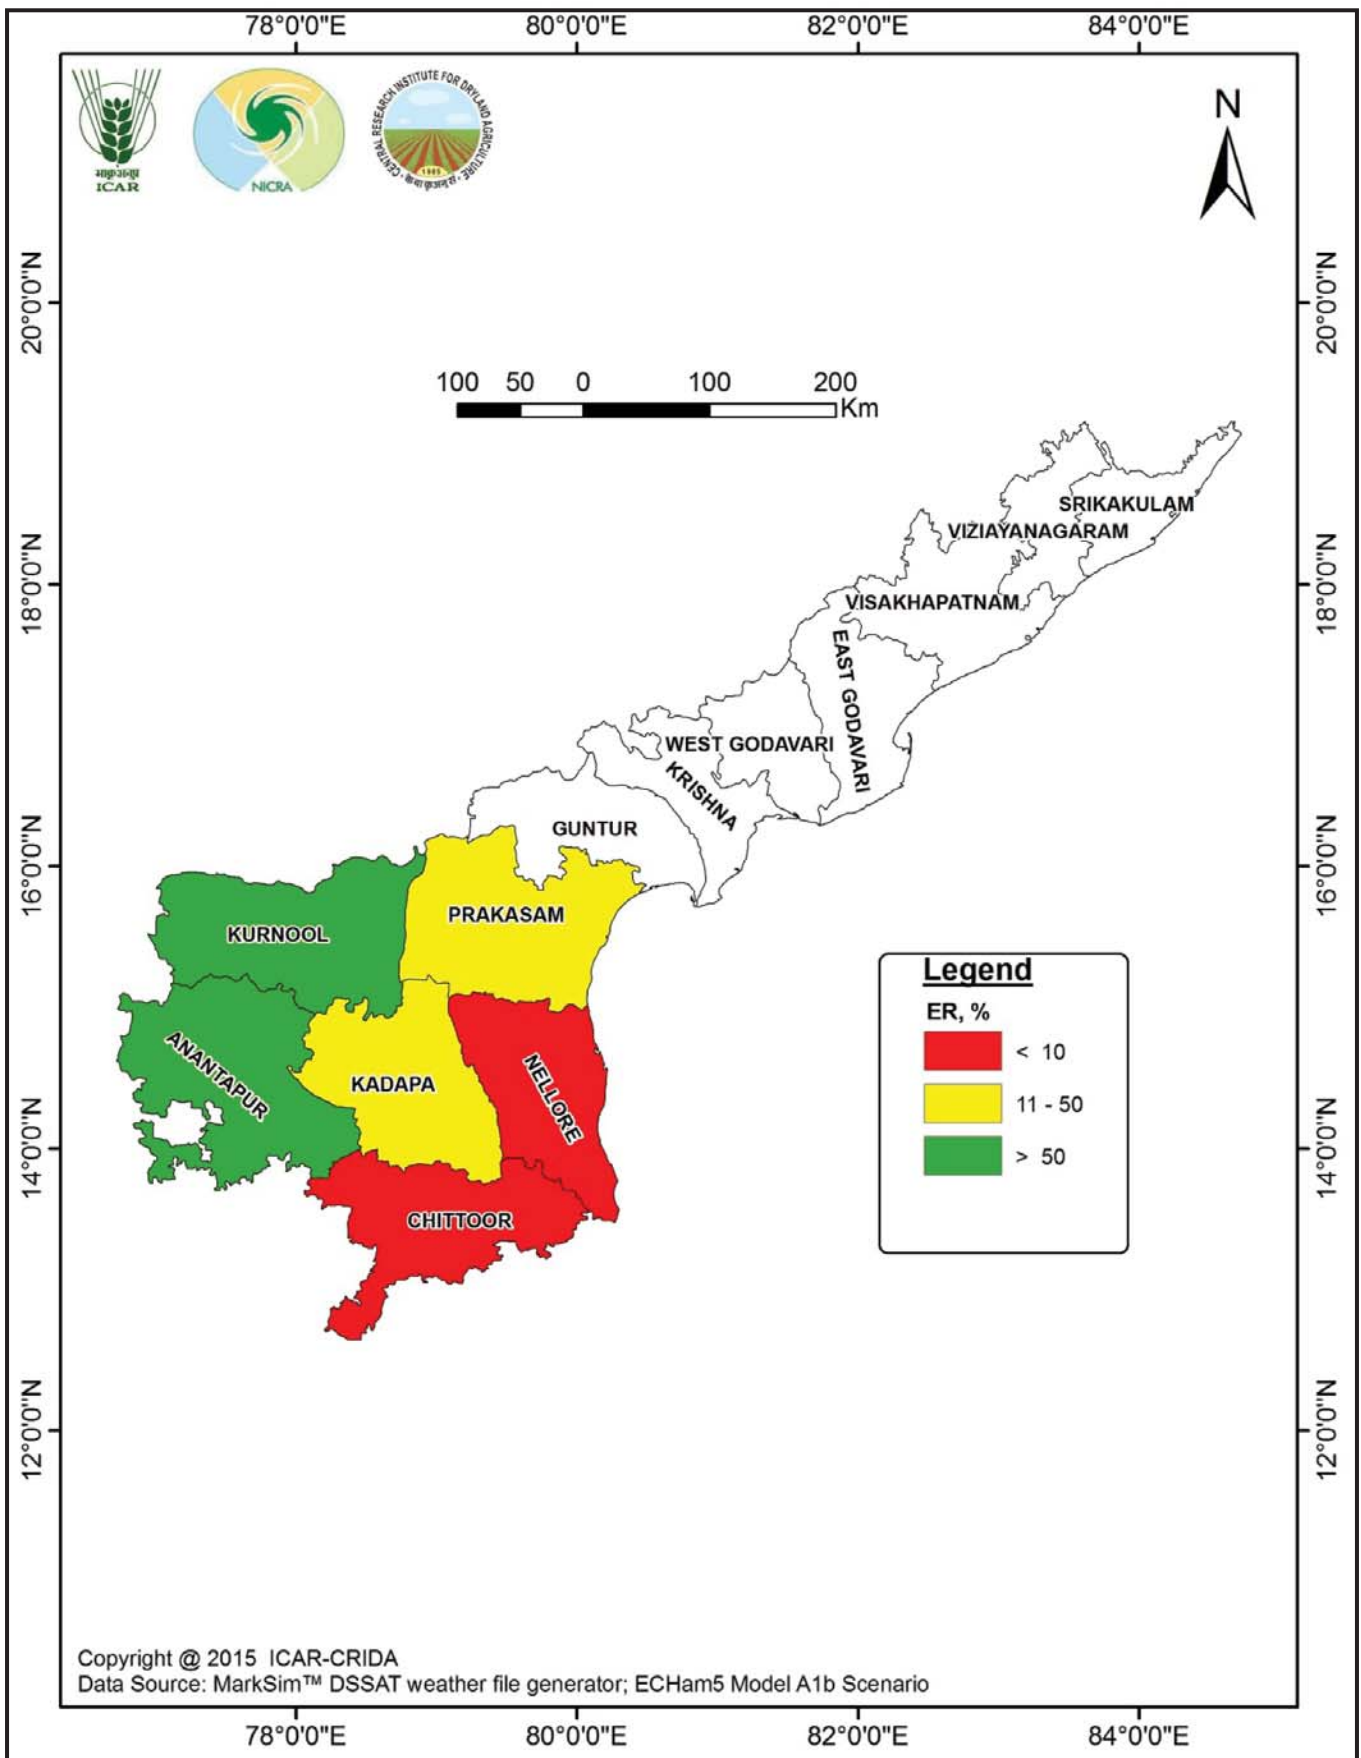 78°0'0"E 80°0'0"E 82°0'0"E 84°0'0"E
ICAR
NICRA
CENTRAL RESEARCH INSTITUTE FOR DRYLAND AGRICULTURE
1985
N
20°0'0"N 20°0'0"N
100 50 0 100 200
Km
SRIKAKULAM
VIZIAYANAGARAM
18°0'0"N 18°0'0"N
VISAKHAPATNAM
EAST GODAVARI
WEST GODAVARI
KRISHNA
GUNTUR
16°0'0"N 16°0'0"N
PRAKASAM
KURNOOL
ANANTAPUR
KADAPA
NELLORE
CHITTOOR
Legend
ER, %
< 10
11 - 50
> 50
14°0'0"N 14°0'0"N
12°0'0"N 12°0'0"N
Copyright @ 2015 ICAR-CRIDA
Data Source: MarkSim™ DSSAT weather file generator; ECHam5 Model A1b Scenario
78°0'0"E 80°0'0"E 82°0'0"E 84°0'0"E